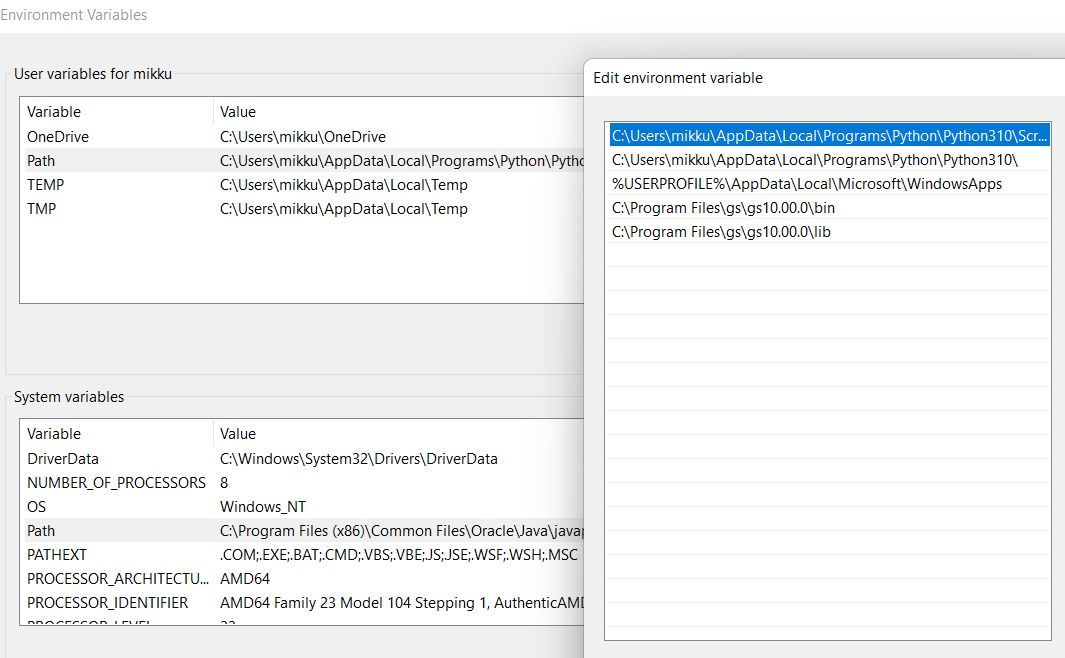 Environment Variables
User variables for mikku
Variable Value
OneDrive C:\Users\mikku\OneDrive
Path C:\Users\mikku\AppData\Local\Programs\Python\Pytho
TEMP C:\Users\mikku\AppData\Local\Temp
TMP C:\Users\mikku\AppData\Local\Temp
System variables
Variable Value
DriverData C:\Windows\System32\Drivers\DriverData
NUMBER_OF_PROCESSORS 8
OS Windows_NT
Path C:\Program Files (x86)\Common Files\Oracle\Java\javap
PATHEXT .COM;.EXE;.BAT;.CMD;.VBS;.VBE;.JS;.JSE;.WSF;.WSH;.MSC
PROCESSOR_ARCHITECTU... AMD64
PROCESSOR_IDENTIFIER AMD64 Family 23 Model 104 Stepping 1, AuthenticAMD
Edit environment variable
C:\Users\mikku\AppData\Local\Programs\Python\Python310\Scr...
C:\Users\mikku\AppData\Local\Programs\Python\Python310\
%USERPROFILE%\AppData\Local\Microsoft\WindowsApps
C:\Program Files\gs\gs10.00.0\bin
C:\Program Files\gs\gs10.00.0\lib